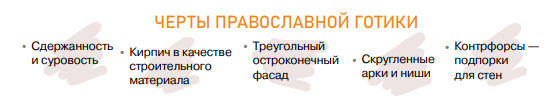 ЧЕРТЫ ПРАВОСЛАВНОЙ ГОТИКИ
• Сдержанность
и суровость
• Кирпич в качестве
строительного
материала
• Треугольный
остроконечный
фасад
• Скругленные
арки и ниши
• Контрфорсы —
подпорки
для стен